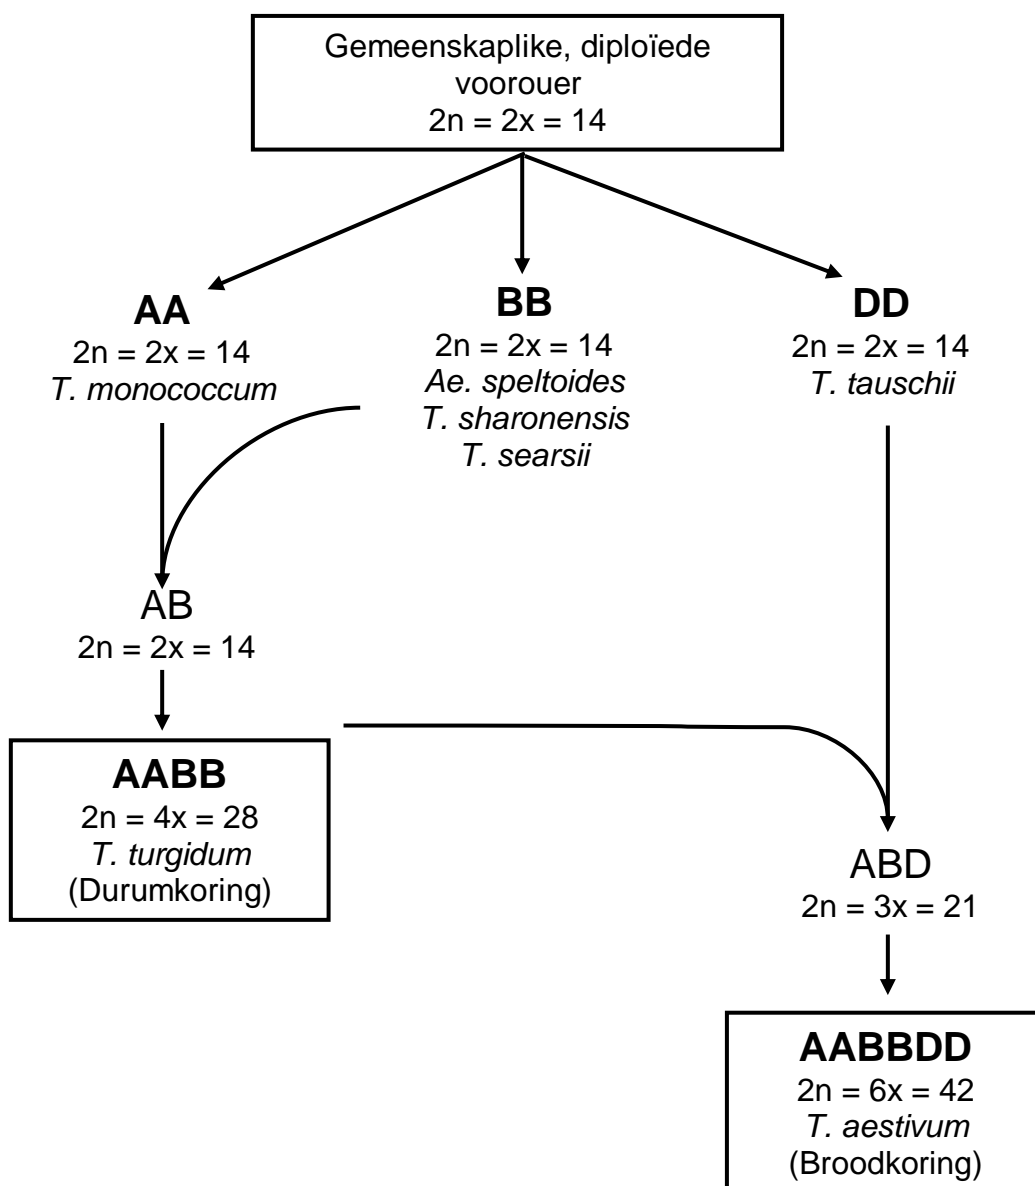 Gemeenskaplike, diploïede
voorouer
2n = 2x = 14
AA
2n = 2x = 14
T. monococcum
BB
2n = 2x = 14
Ae. speltoides
T. sharonensis
T. searsii
DD
2n = 2x = 14
T. tauschii
AB
2n = 2x = 14
AABB
2n = 4x = 28
T. turgidum
(Durumkoring)
ABD
2n = 3x = 21
AABBDD
2n = 6x = 42
T. aestivum
(Broodkoring)